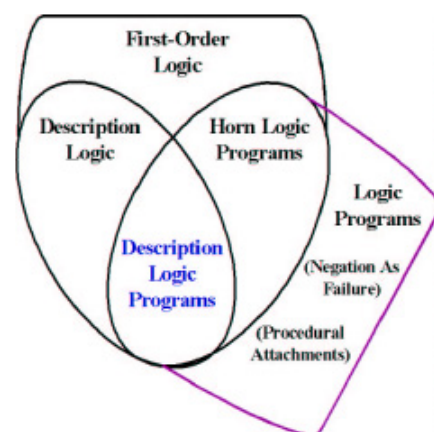 First-Order
Logic
Description
Logic
Horn Logic
Programs
Description
Logic
Programs
Logic
Programs
(Negation As
Failure)
(Procedural
Attachments)